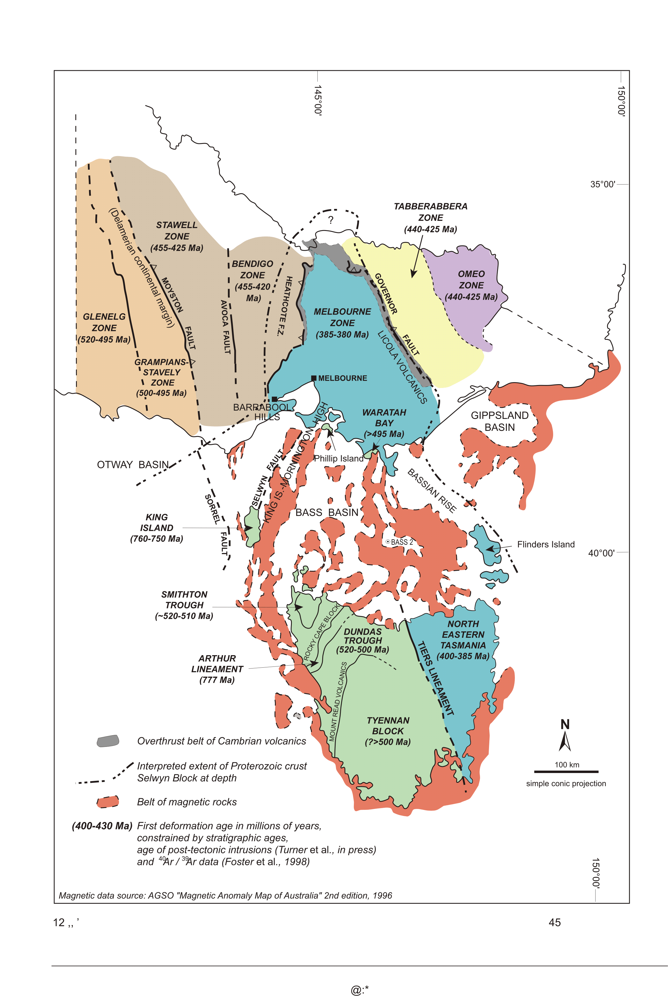 145°00'
150°00'
35°00'
TABBERABBERA
ZONE
(440-425 Ma)
?
STAWELL
ZONE
(455-425 Ma)
(Delamerian continental margin)
BENDIGO
ZONE
(455-420
Ma)
OMEO
ZONE
(440-425 Ma)
MOYSTON
FAULT
AVOCA FAULT
HEATHCOTE F.Z.
GOVERNOR
FAULT
GLENELG
ZONE
(520-495 Ma)
MELBOURNE
ZONE
(385-380 Ma)
LICOLA VOLCANICS
GRAMPIANS-
STAVELY
ZONE
(500-495 Ma)
MELBOURNE
BARRABOOL
HILLS
WARATAH
BAY
(>495 Ma)
GIPPSLAND
BASIN
KING IS.-MORNINGTON HIGH
Phillip Island
OTWAY BASIN
SELWYN FAULT
BASSIAN RISE
SORREL
FAULT
BASS BASIN
KING
ISLAND
(760-750 Ma)
BASS 2
Flinders Island
40°00'
SMITHTON
TROUGH
(~520-510 Ma)
ROCKY CAPE BLOCK
DUNDAS
TROUGH
(520-500 Ma)
NORTH
EASTERN
TASMANIA
(400-385 Ma)
TIERS LINEAMENT
ARTHUR
LINEAMENT
(777 Ma)
MOUNT READ VOLCANICS
TYENNAN
BLOCK
(?>500 Ma)
N
100 km
simple conic projection
Overthrust belt of Cambrian volcanics
Interpreted extent of Proterozoic crust
Selwyn Block at depth
Belt of magnetic rocks
(400-430 Ma) First deformation age in millions of years,
constrained by stratigraphic ages,
age of post-tectonic intrusions (Turner et al., in press)
and 40Ar / 39Ar data (Foster et al., 1998)
150°00'
Magnetic data source: AGSO "Magnetic Anomaly Map of Australia" 2nd edition, 1996
12 ,, ’
45
@:*